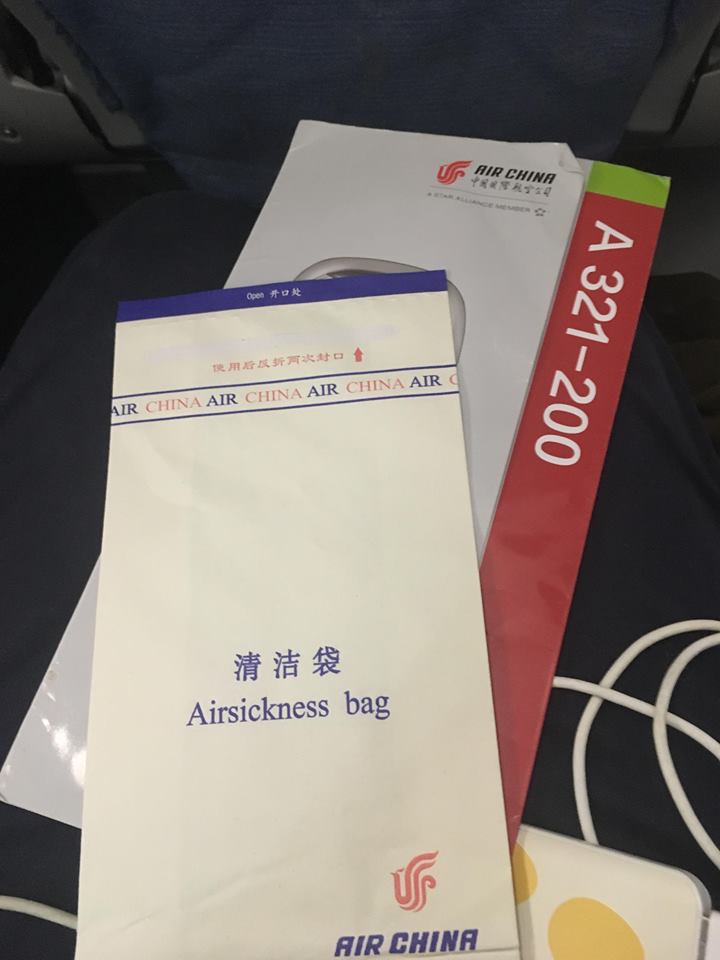 AIR CHINA
中国国际航空公司
A STAR ALLIANCE MEMBER
A 321-200
Open 开口处
使用后反折两次封口
AIR CHINA AIR CHINA AIR CHINA AIR C
清洁袋
Airsickness bag
AIR CHINA